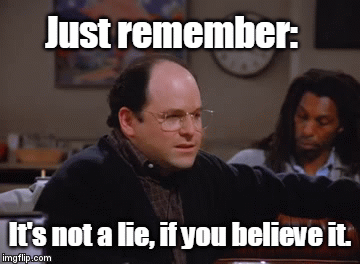 Just remember:
It's not a lie, if you believe it.
imgflip.com